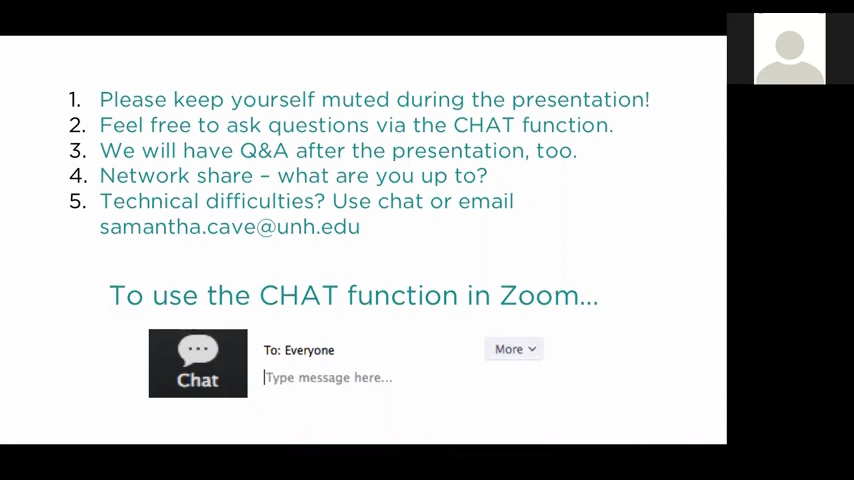 1. Please keep yourself muted during the presentation!
2. Feel free to ask questions via the CHAT function.
3. We will have Q&A after the presentation, too.
4. Network share – what are you up to?
5. Technical difficulties? Use chat or email
samantha.cave@unh.edu
To use the CHAT function in Zoom...
To: Everyone
More
Chat
Type message here...